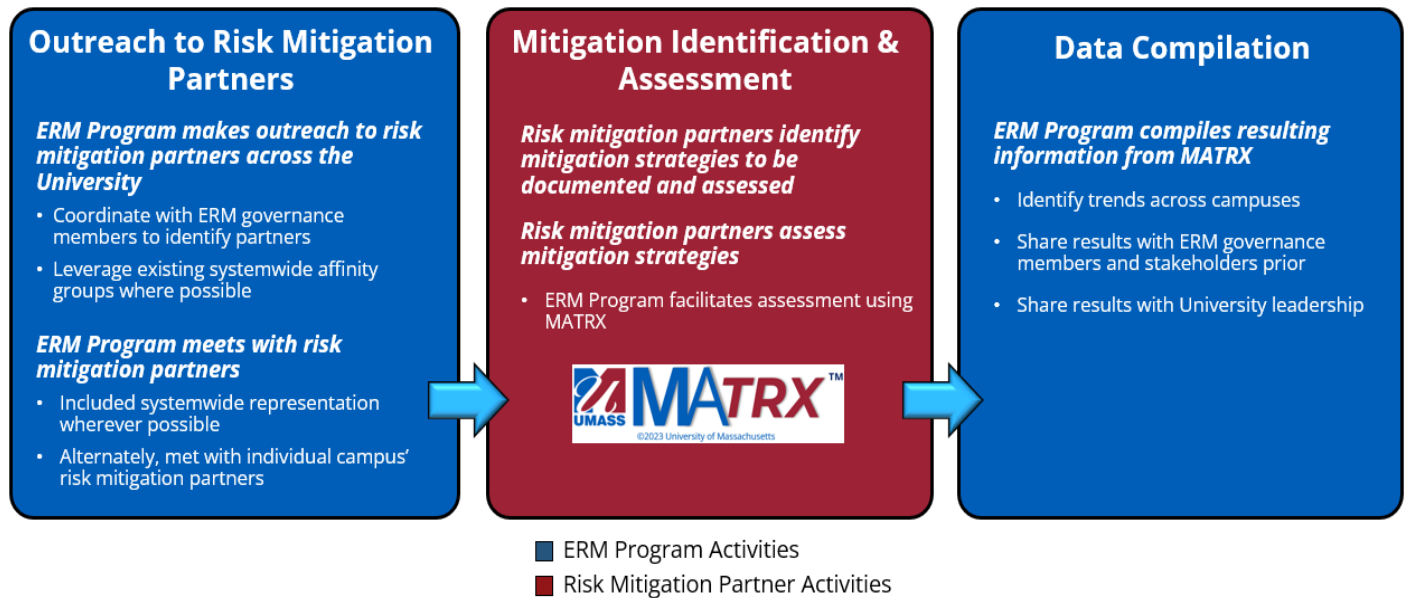 Outreach to Risk Mitigation
Partners
ERM Program makes outreach to risk
mitigation partners across the
University
• Coordinate with ERM governance
members to identify partners
• Leverage existing systemwide affinity
groups where possible
ERM Program meets with risk
mitigation partners
• Included systemwide representation
wherever possible
• Alternately, met with individual campus’
risk mitigation partners
Mitigation Identification &
Assessment
Risk mitigation partners identify
mitigation strategies to be
documented and assessed
Risk mitigation partners assess
mitigation strategies
• ERM Program facilitates assessment using
MATRX
UMASS
MATRX™
©2023 University of Massachusetts
Data Compilation
ERM Program compiles resulting
information from MATRX
• Identify trends across campuses
• Share results with ERM governance
members and stakeholders prior
• Share results with University leadership
ERM Program Activities
Risk Mitigation Partner Activities